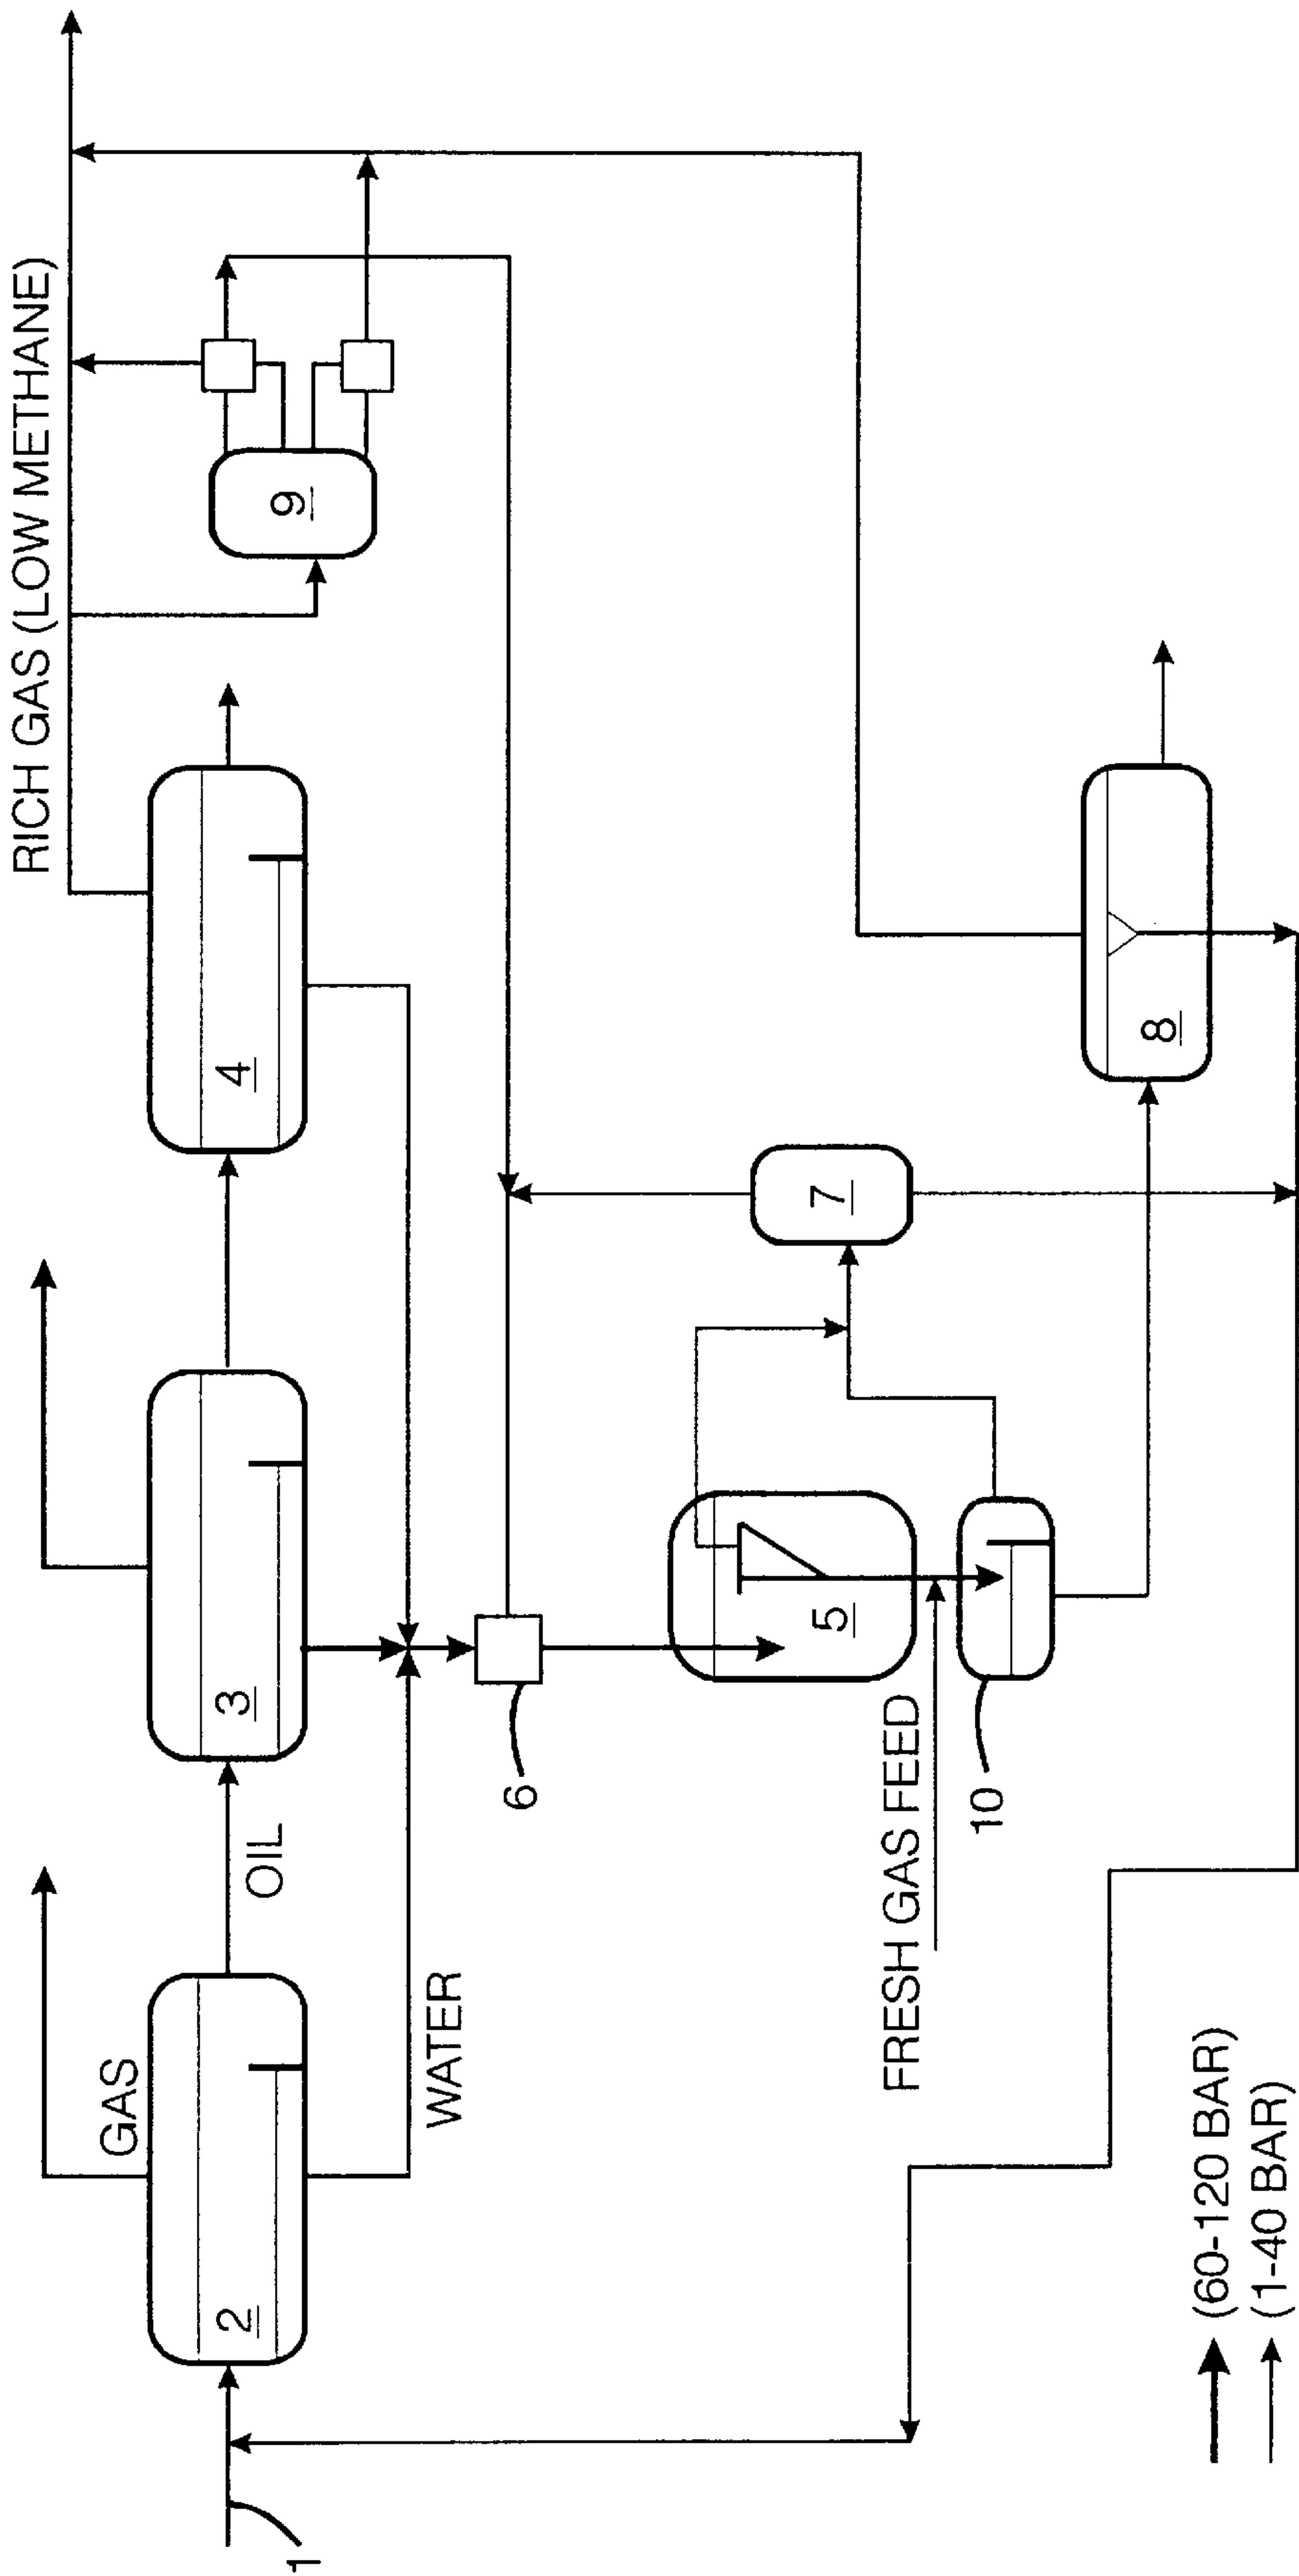 RICH GAS (LOW METHANE)
GAS
OIL
WATER
1
2
3
4
9
6
5
7
FRESH GAS FEED
10
8
(60-120 BAR)
(1-40 BAR)